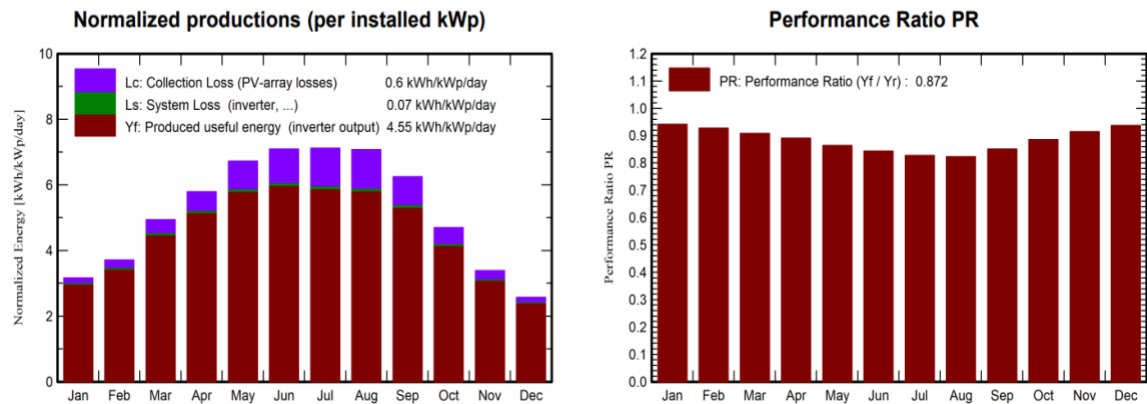 Normalized productions (per installed kWp)
Normalized Energy [kWh/kWp/day]
10
8
6
4
2
0
Lc: Collection Loss (PV-array losses) 0.6 kWh/kWp/day
Ls: System Loss (inverter, ...) 0.07 kWh/kWp/day
Yf: Produced useful energy (inverter output) 4.55 kWh/kWp/day
Jan Feb Mar Apr May Jun Jul Aug Sep Oct Nov Dec
Performance Ratio PR
Performance Ratio PR
1.2
1.1
1.0
0.9
0.8
0.7
0.6
0.5
0.4
0.3
0.2
0.1
0.0
PR: Performance Ratio (Yf / Yr) : 0.872
Jan Feb Mar Apr May Jun Jul Aug Sep Oct Nov Dec